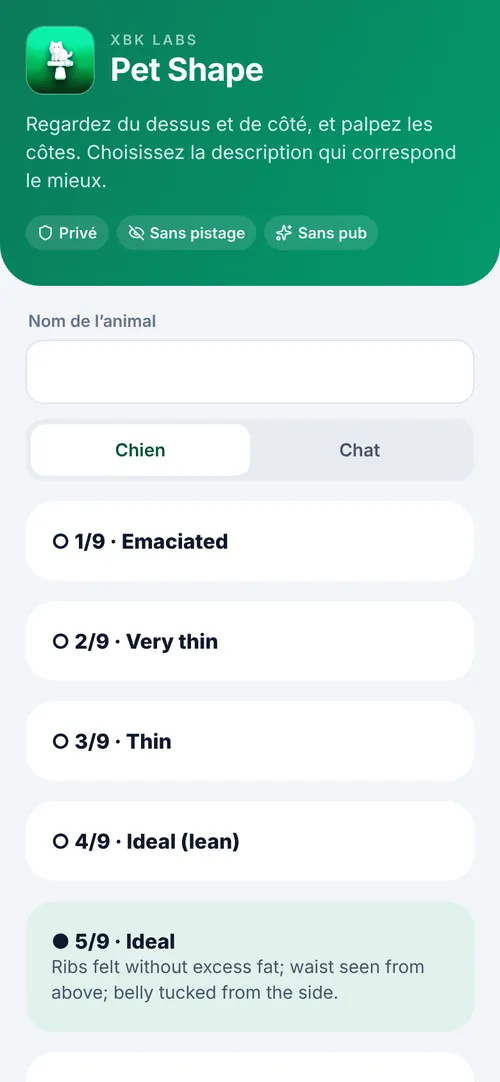 XBK LABS
Pet Shape
Regardez du dessus et de côté, et palpez les
côtes. Choisissez la description qui correspond
le mieux.
Privé
Sans pistage
Sans pub
Nom de l’animal
Chien
Chat
1/9 · Emaciated
2/9 · Very thin
3/9 · Thin
4/9 · Ideal (lean)
5/9 · Ideal
Ribs felt without excess fat; waist seen from
above; belly tucked from the side.